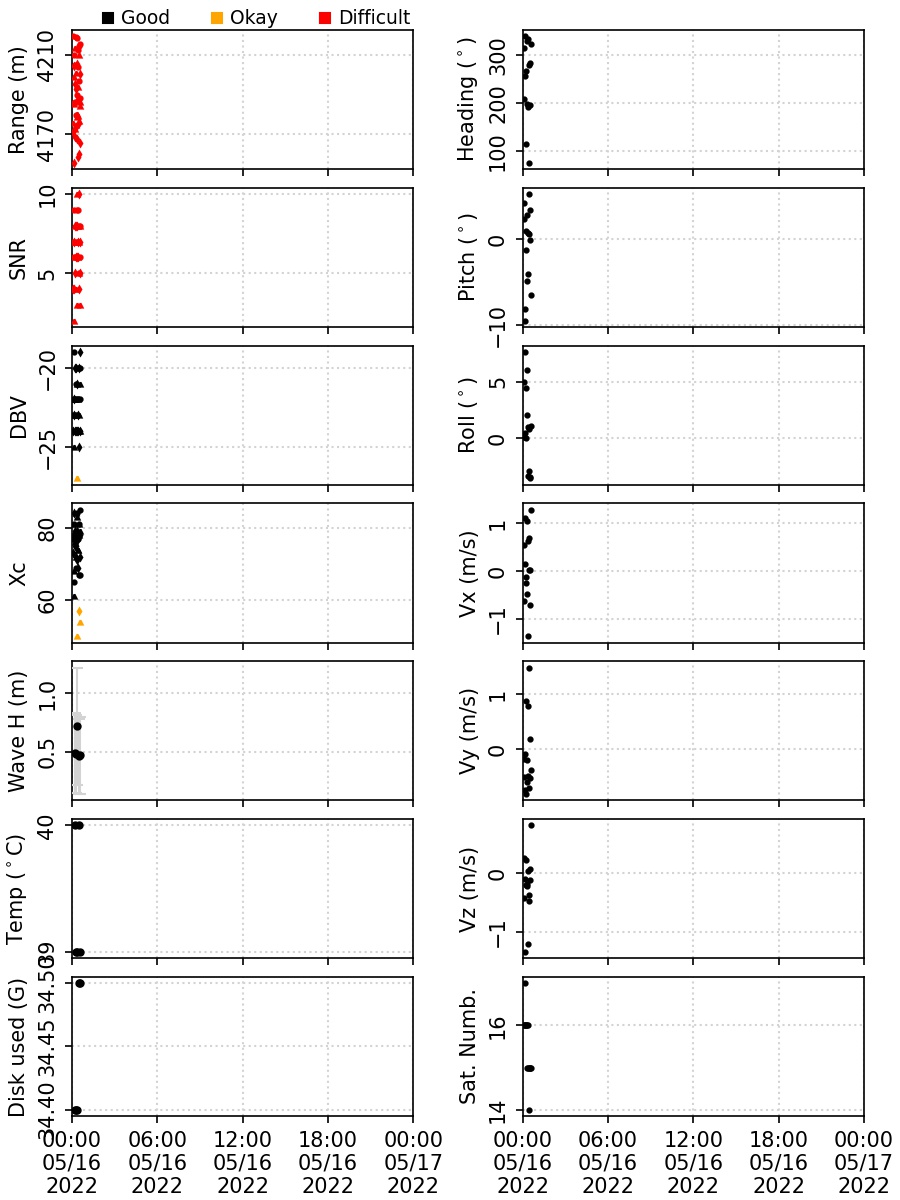 Good Okay Difficult
Range (m)
4210
4170
Heading (°)
300
200
100
SNR
10
5
Pitch (°)
0
−10
DBV
−20
−25
Roll (°)
5
0
Xc
80
60
Vx (m/s)
1
0
−1
Wave H (m)
1.0
0.5
Vy (m/s)
1
0
Temp (°C)
40
39
Vz (m/s)
0
−1
Disk used (G)
34.50
34.45
34.40
Sat. Numb.
16
14
00:00 06:00 12:00 18:00 00:00
05/16 05/16 05/16 05/16 05/17
2022 2022 2022 2022 2022
00:00 06:00 12:00 18:00 00:00
05/16 05/16 05/16 05/16 05/17
2022 2022 2022 2022 2022